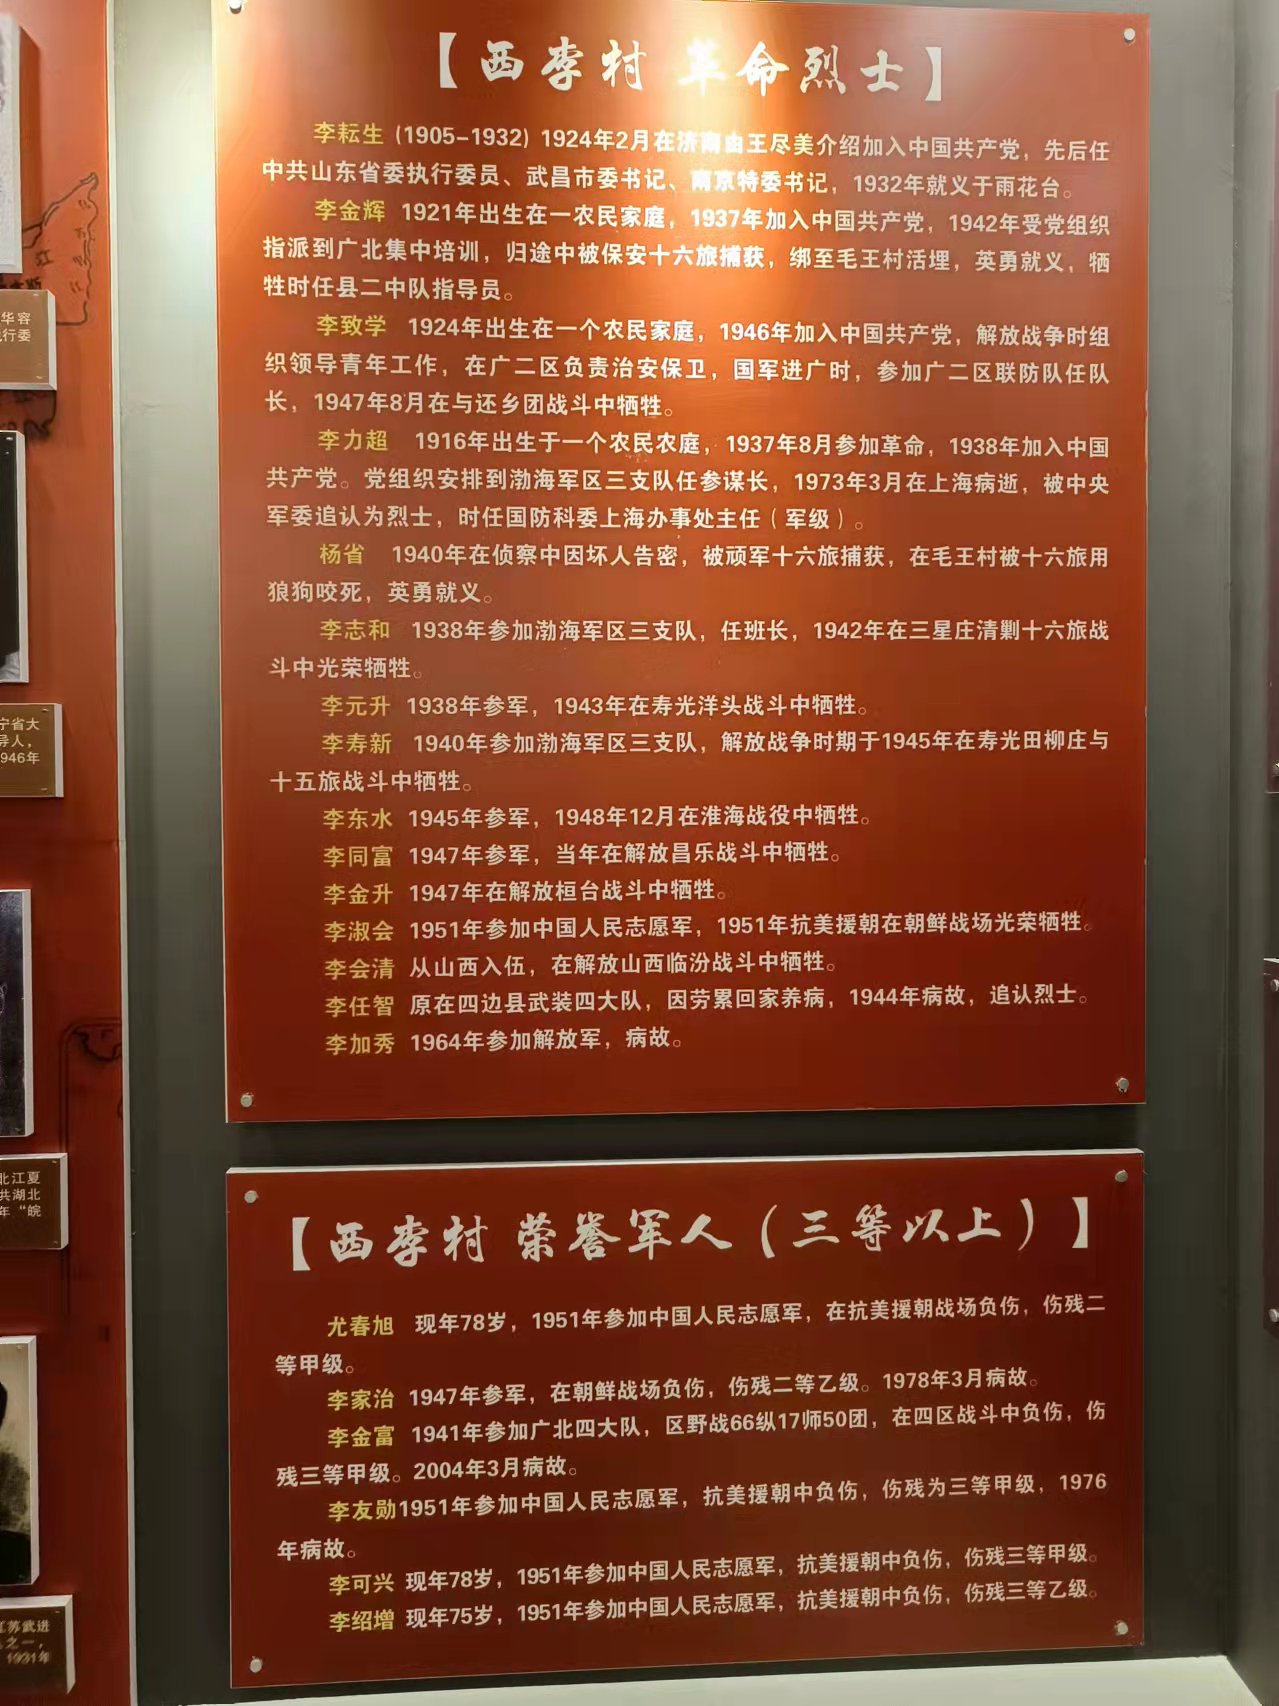 【西李村 革命烈士】
李耘生（1905-1932）1924年2月在济南由王尽美介绍加入中国共产党，先后任
中共山东省委执行委员、武昌市委书记、南京特委书记，1932年就义于雨花台。
李金辉 1921年出生在一农民家庭，1937年加入中国共产党，1942年受党组织
指派到广北集中培训，归途中被保安十六旅捕获，绑至毛王村活埋，英勇就义，牺
牲时任县二中队指导员。
李致学 1924年出生在一个农民家庭，1946年加入中国共产党，解放战争时组
织领导青年工作，在广二区负责治安保卫，国军进广时，参加广二区联防队任队
长，1947年8月在与还乡团战斗中牺牲。
李力超 1916年出生于一个农民农庭，1937年8月参加革命，1938年加入中国
共产党。党组织安排到渤海军区三支队任参谋长，1973年3月在上海病逝，被中央
军委追认为烈士，时任国防科委上海办事处主任（军级）。
杨省 1940年在侦察中因坏人告密，被顽军十六旅捕获，在毛王村被十六旅用
狼狗咬死，英勇就义。
李志和 1938年参加渤海军区三支队，任班长，1942年在三星庄清剿十六旅战
斗中光荣牺牲。
李元升 1938年参军，1943年在寿光洋头战斗中牺牲。
李寿新 1940年参加渤海军区三支队，解放战争时期于1945年在寿光田柳庄与
十五旅战斗中牺牲。
李东水 1945年参军，1948年12月在淮海战役中牺牲。
李同富 1947年参军，当年在解放昌乐战斗中牺牲。
李金升 1947年在解放桓台战斗中牺牲。
李淑会 1951年参加中国人民志愿军，1951年抗美援朝在朝鲜战场光荣牺牲。
李会清 从山西入伍，在解放山西临汾战斗中牺牲。
李任智 原在四边县武装四大队，因劳累回家养病，1944年病故，追认烈士。
李加秀 1964年参加解放军，病故。
【西李村 荣誉军人（三等以上）】
尤春旭 现年78岁，1951年参加中国人民志愿军，在抗美援朝战场负伤，伤残二
等甲级。
李家治 1947年参军，在朝鲜战场负伤，伤残二等乙级。1978年3月病故。
李金富 1941年参加广北四大队，区野战66纵17师50团，在四区战斗中负伤，伤
残三等甲级。2004年3月病故。
李友勋1951年参加中国人民志愿军，抗美援朝中负伤，伤残为三等甲级，1976
年病故。
李可兴 现年78岁，1951年参加中国人民志愿军，抗美援朝中负伤，伤残三等甲级。
李绍增 现年75岁，1951年参加中国人民志愿军，抗美援朝中负伤，伤残三等乙级。
华容
行委
宁省大
导人，
946年
北江夏
共湖北
年“皖
江苏武进
之一，
1931年